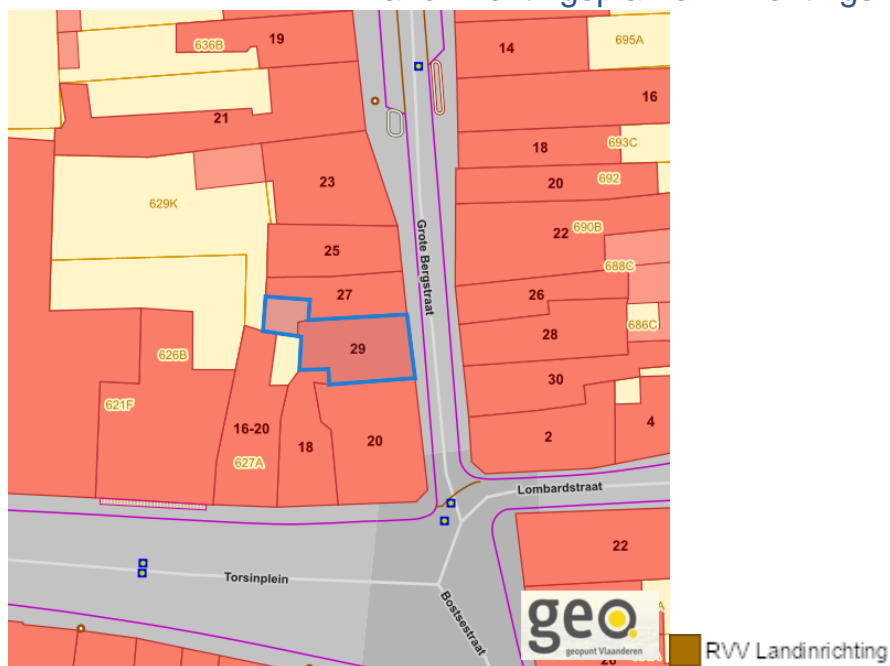 636B
19
14
695A
21
16
18
693C
20
692
629K
23
22
690B
25
688C
27
26
Grote Bergstraat
28
686C
29
626B
30
621F
16-20
18
20
2
4
627A
Lombardstraat
22
Torsinplein
Bostsestraat
geo.
geopunt Vlaanderen
RVV Landinrichting